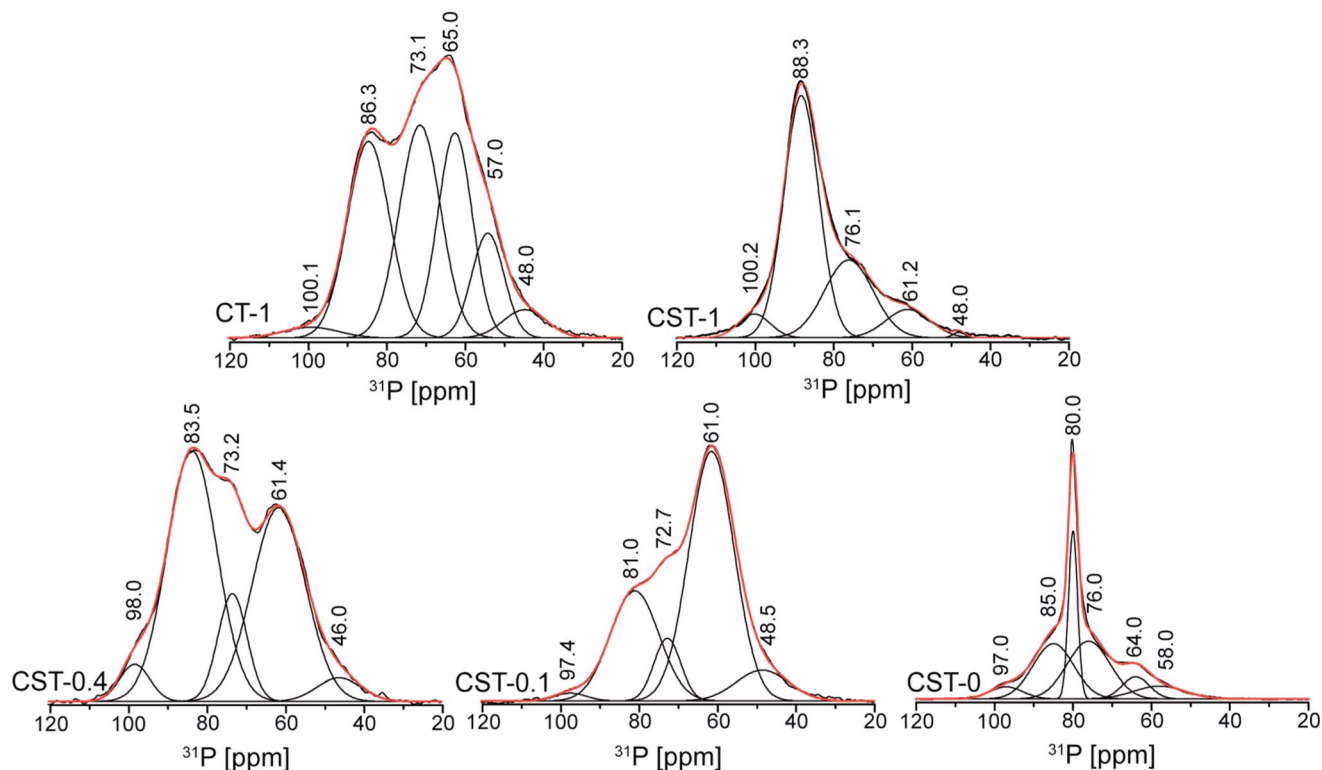 100.1
86.3
73.1
65.0
57.0
48.0
CT-1
120 100 80 60 40 20
³¹P [ppm]
100.2
88.3
76.1
61.2
48.0
CST-1
120 100 80 60 40 20
³¹P [ppm]
98.0
83.5
73.2
61.4
46.0
CST-0.4
120 100 80 60 40 20
³¹P [ppm]
97.4
81.0
72.7
61.0
48.5
CST-0.1
120 100 80 60 40 20
³¹P [ppm]
97.0
85.0
80.0
76.0
64.0
58.0
CST-0
120 100 80 60 40 20
³¹P [ppm]